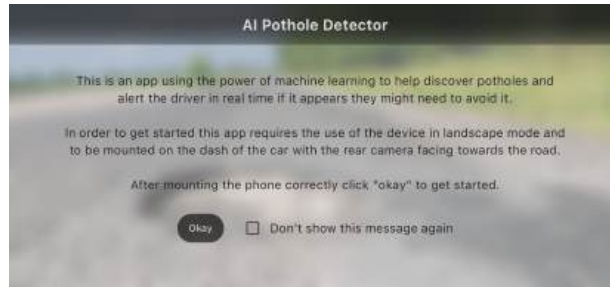 AI Pothole Detector
This is an app using the power of machine learning to help discover potholes and
alert the driver in real time if it appears they might need to avoid it.
In order to get started this app requires the use of the device in landscape mode and
to be mounted on the dash of the car with the rear camera facing towards the road.
After mounting the phone correctly click "okay" to get started.
Okay
Don't show this message again